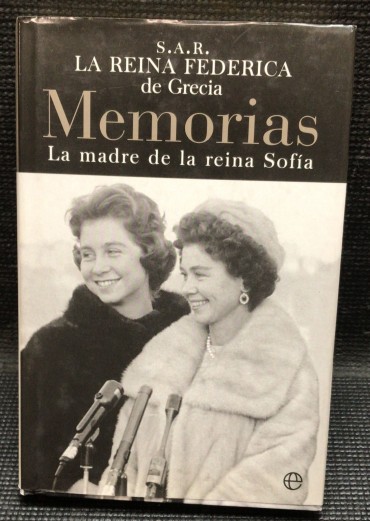 S.A.R.
LA REINA FEDERICA
de Grecia
Memorias
La madre de la reina Sofía